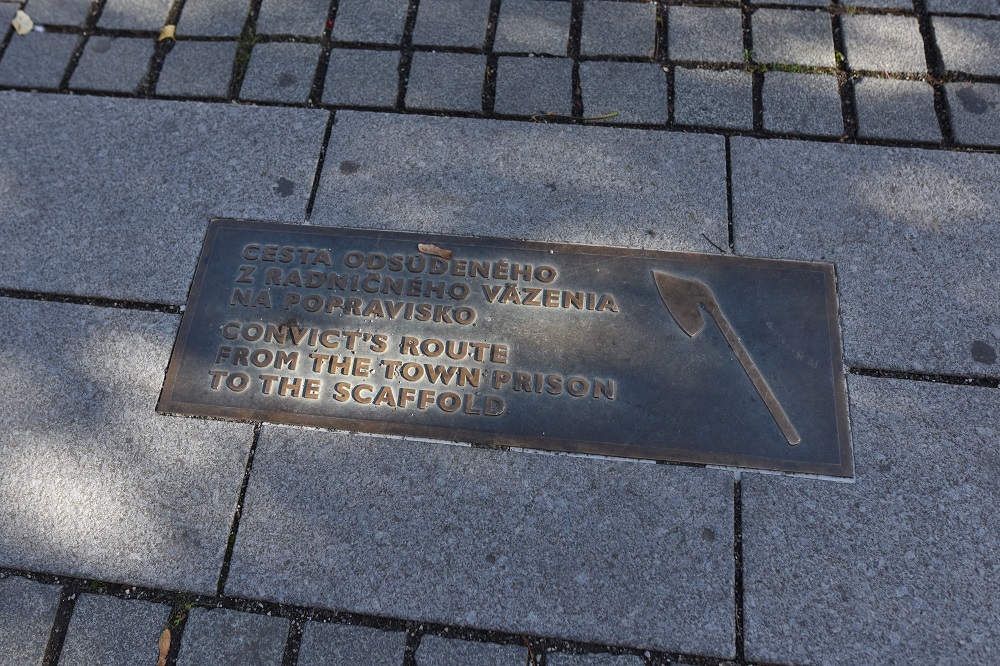 CESTA ODSÚDENÉHO
Z RADNIČNÉHO VÄZENIA
NA POPRAVISKO
CONVICT'S ROUTE
FROM THE TOWN PRISON
TO THE SCAFFOLD